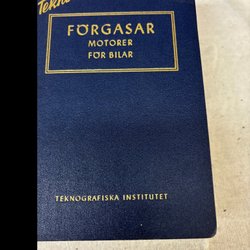 FÖRGASAR
MOTORER
FÖR BILAR
TEKNOGRAFISKA INSTITUTET